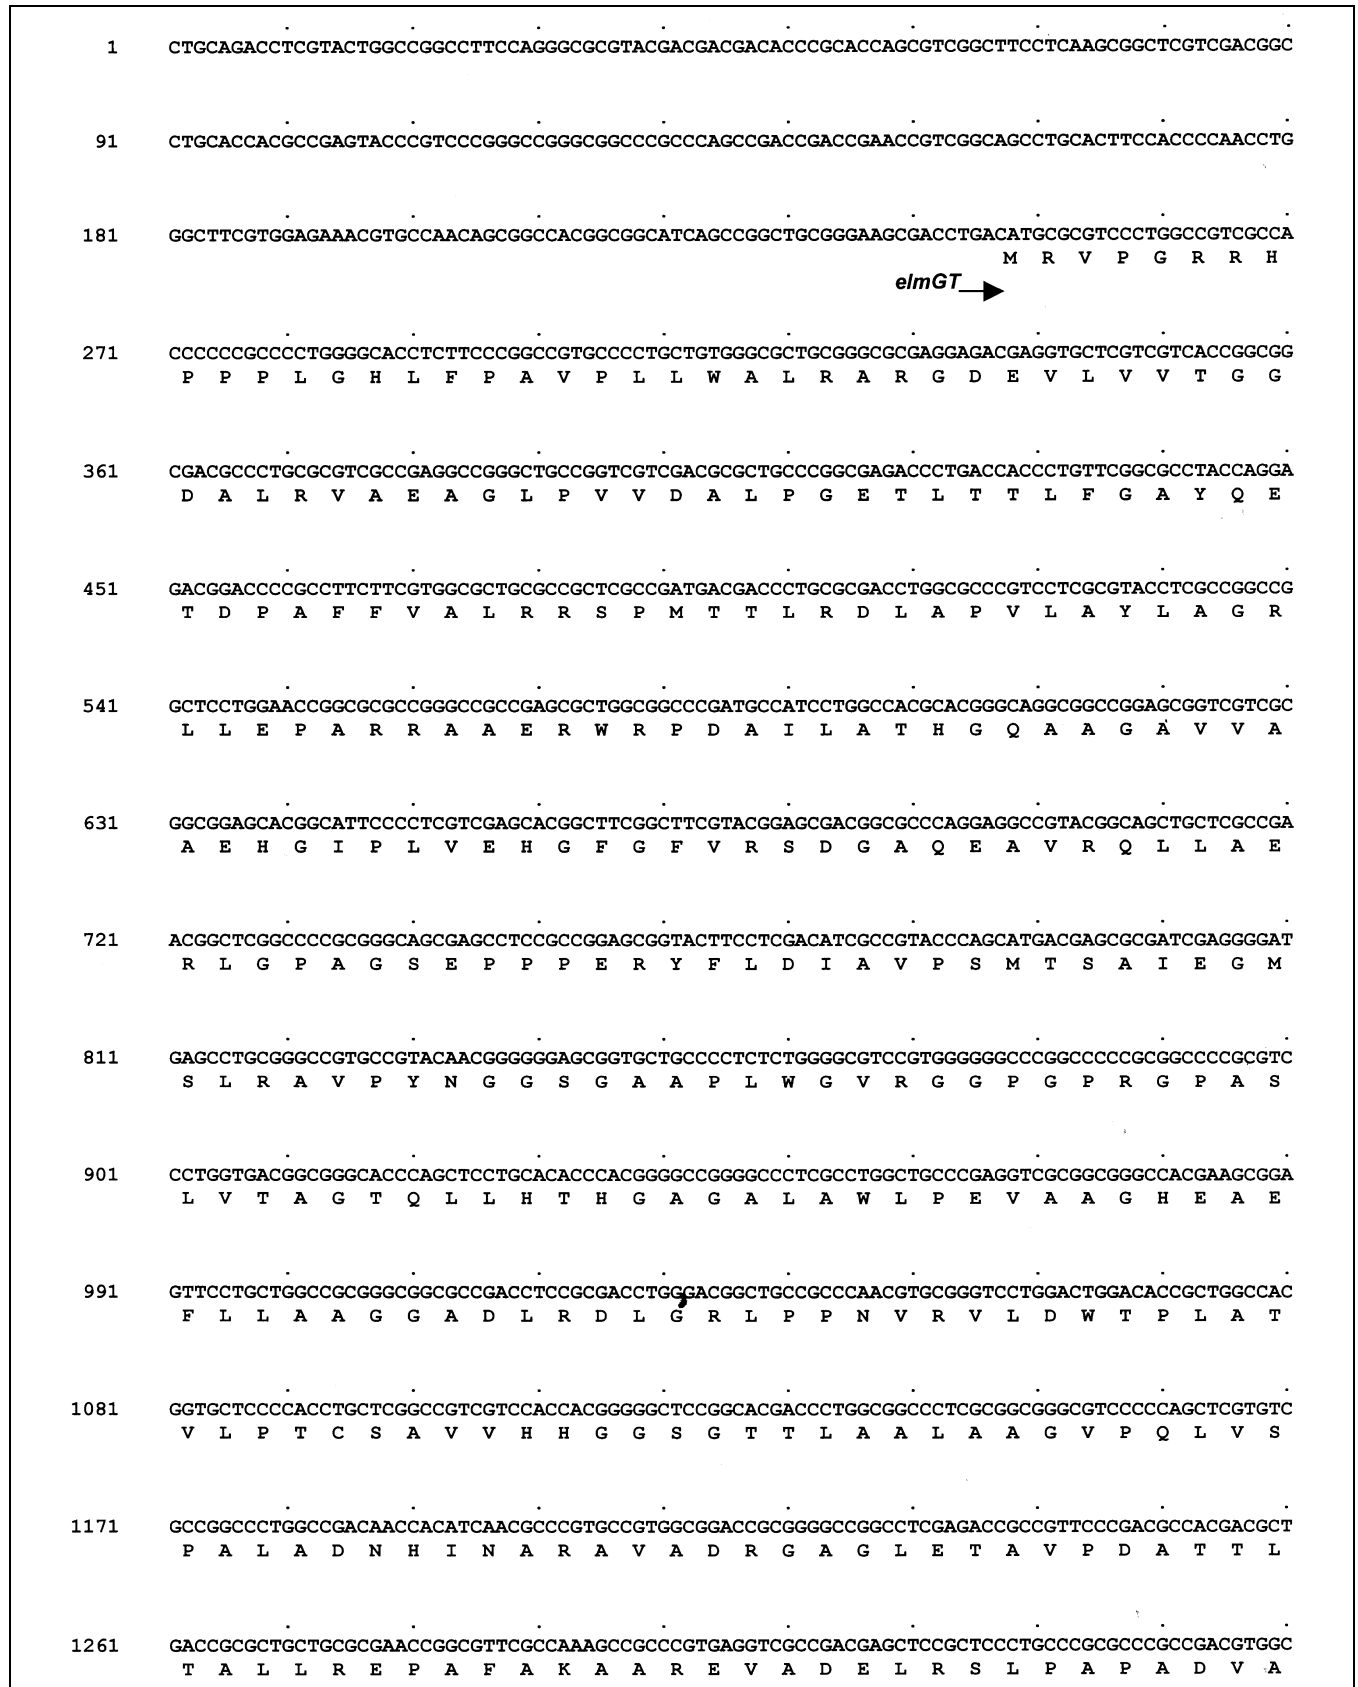 1 CTGCAGACCTCGTACTGGCCGGCCTTCCAGGGCGCGTACGACGACGACACCCGCACCAGCGTCGGCTTCCTCAAGCGGCTCGTCGACGGC
91 CTGCACCACGCCGAGTACCCGTCCCGGGCCGGGCGGCCCGCCCAGCCGACCGACCGAACCGTCGGCAGCCTGCACTTCCACCCCAACCTG
181 GGCTTCGTGGAGAAACGTGCCAACAGCGGCCACGGCGGCATCAGCCGGCTGCGGGAAGCGACCTGACATGCGCGTCCCTGGCCGTCGCCA
M R V P G R R H
elmGT
271 CCCCCCGCCCCTGGGGCACCTCTTCCCGGCCGTGCCCCTGCTGTGGGCGCTGCGGGCGCGAGGAGACGAGGTGCTCGTCGTCACCGGCGG
P P P L G H L F P A V P L L W A L R A R G D E V L V V T G G
361 CGACGCCCTGCGCGTCGCCGAGGCCGGGCTGCCGGTCGTCGACGCGCTGCCCGGCGAGACCCTGACCACCCTGTTCGGCGCCTACCAGGA
D A L R V A E A G L P V V D A L P G E T L T T L F G A Y Q E
451 GACGGACCCCGCCTTCTTCGTGGCGCTGCGCCGCTCGCCGATGACGACCCTGCGCGACCTGGCGCCCGTCCTCGCGTACCTCGCCGGCCG
T D P A F F V A L R R S P M T T L R D L A P V L A Y L A G R
541 GCTCCTGGAACCGGCGCGCCGGGCCGCCGAGCGCTGGCGGCCCGATGCCATCCTGGCCACGCACGGGCAGGCGGCCGGAGCGGTCGTCGC
L L E P A R R A A E R W R P D A I L A T H G Q A A G A V V A
631 GGCGGAGCACGGCATTCCCCTCGTCGAGCACGGCTTCGGCTTCGTACGGAGCGACGGCGCCCAGGAGGCCGTACGGCAGCTGCTCGCCGA
A E H G I P L V E H G F G F V R S D G A Q E A V R Q L L A E
721 ACGGCTCGGCCCCGCGGGCAGCGAGCCTCCGCCGGAGCGGTACTTCCTCGACATCGCCGTACCCAGCATGACGAGCGCGATCGAGGGGAT
R L G P A G S E P P P E R Y F L D I A V P S M T S A I E G M
811 GAGCCTGCGGGCCGTGCCGTACAACGGGGGGAGCGGTGCTGCCCCTCTCTGGGGCGTCCGTGGGGGGCCCGGCCCCCGCGGCCCCGCGTC
S L R A V P Y N G G S G A A P L W G V R G G P G P R G P A S
901 CCTGGTGACGGCGGGCACCCAGCTCCTGCACACCCACGGGGCCGGGGCCCTCGCCTGGCTGCCCGAGGTCGCGGCGGGCCACGAAGCGGA
L V T A G T Q L L H T H G A G A L A W L P E V A A G H E A E
991 GTTCCTGCTGGCCGCGGGCGGCGCCGACCTCCGCGACCTGGGACGGCTGCCGCCCAACGTGCGGGTCCTGGACTGGACACCGCTGGCCAC
F L L A A G G A D L R D L G R L P P N V R V L D W T P L A T
1081 GGTGCTCCCCACCTGCTCGGCCGTCGTCCACCACGGGGGCTCCGGCACGACCCTGGCGGCCCTCGCGGCGGGCGTCCCCCAGCTCGTGTC
V L P T C S A V V H H G G S G T T L A A L A A G V P Q L V S
1171 GCCGGCCCTGGCCGACAACCACATCAACGCCCGTGCCGTGGCGGACCGCGGGGCCGGCCTCGAGACCGCCGTTCCCGACGCCACGACGCT
P A L A D N H I N A R A V A D R G A G L E T A V P D A T T L
1261 GACCGCGCTGCTGCGCGAACCGGCGTTCGCCAAAGCCGCCCGTGAGGTCGCCGACGAGCTCCGCTCCCTGCCCGCGCCCGCCGACGTGGC
T A L L R E P A F A K A A R E V A D E L R S L P A P A D V A